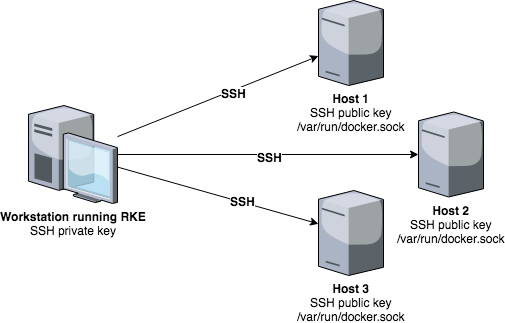 SSH
Host 1
SSH public key
/var/run/docker.sock
SSH
Host 2
SSH public key
/var/run/docker.sock
Workstation running RKE
SSH private key
SSH
Host 3
SSH public key
/var/run/docker.sock